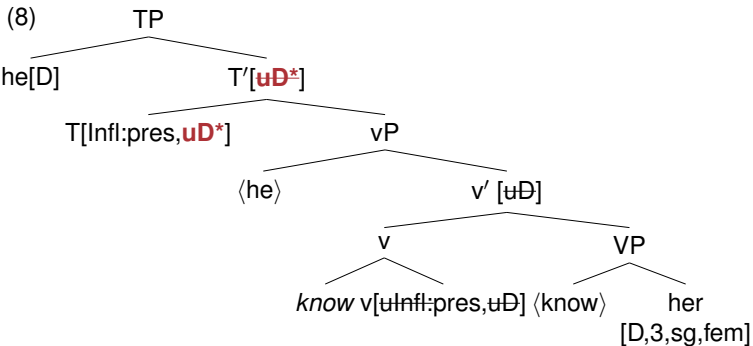 (8) TP
he[D] T′[uD*]
T[Infl:pres,uD*] vP
⟨he⟩ v′ [uD]
v VP
know v[uInfl:pres,uD] ⟨know⟩ her
[D,3,sg,fem]